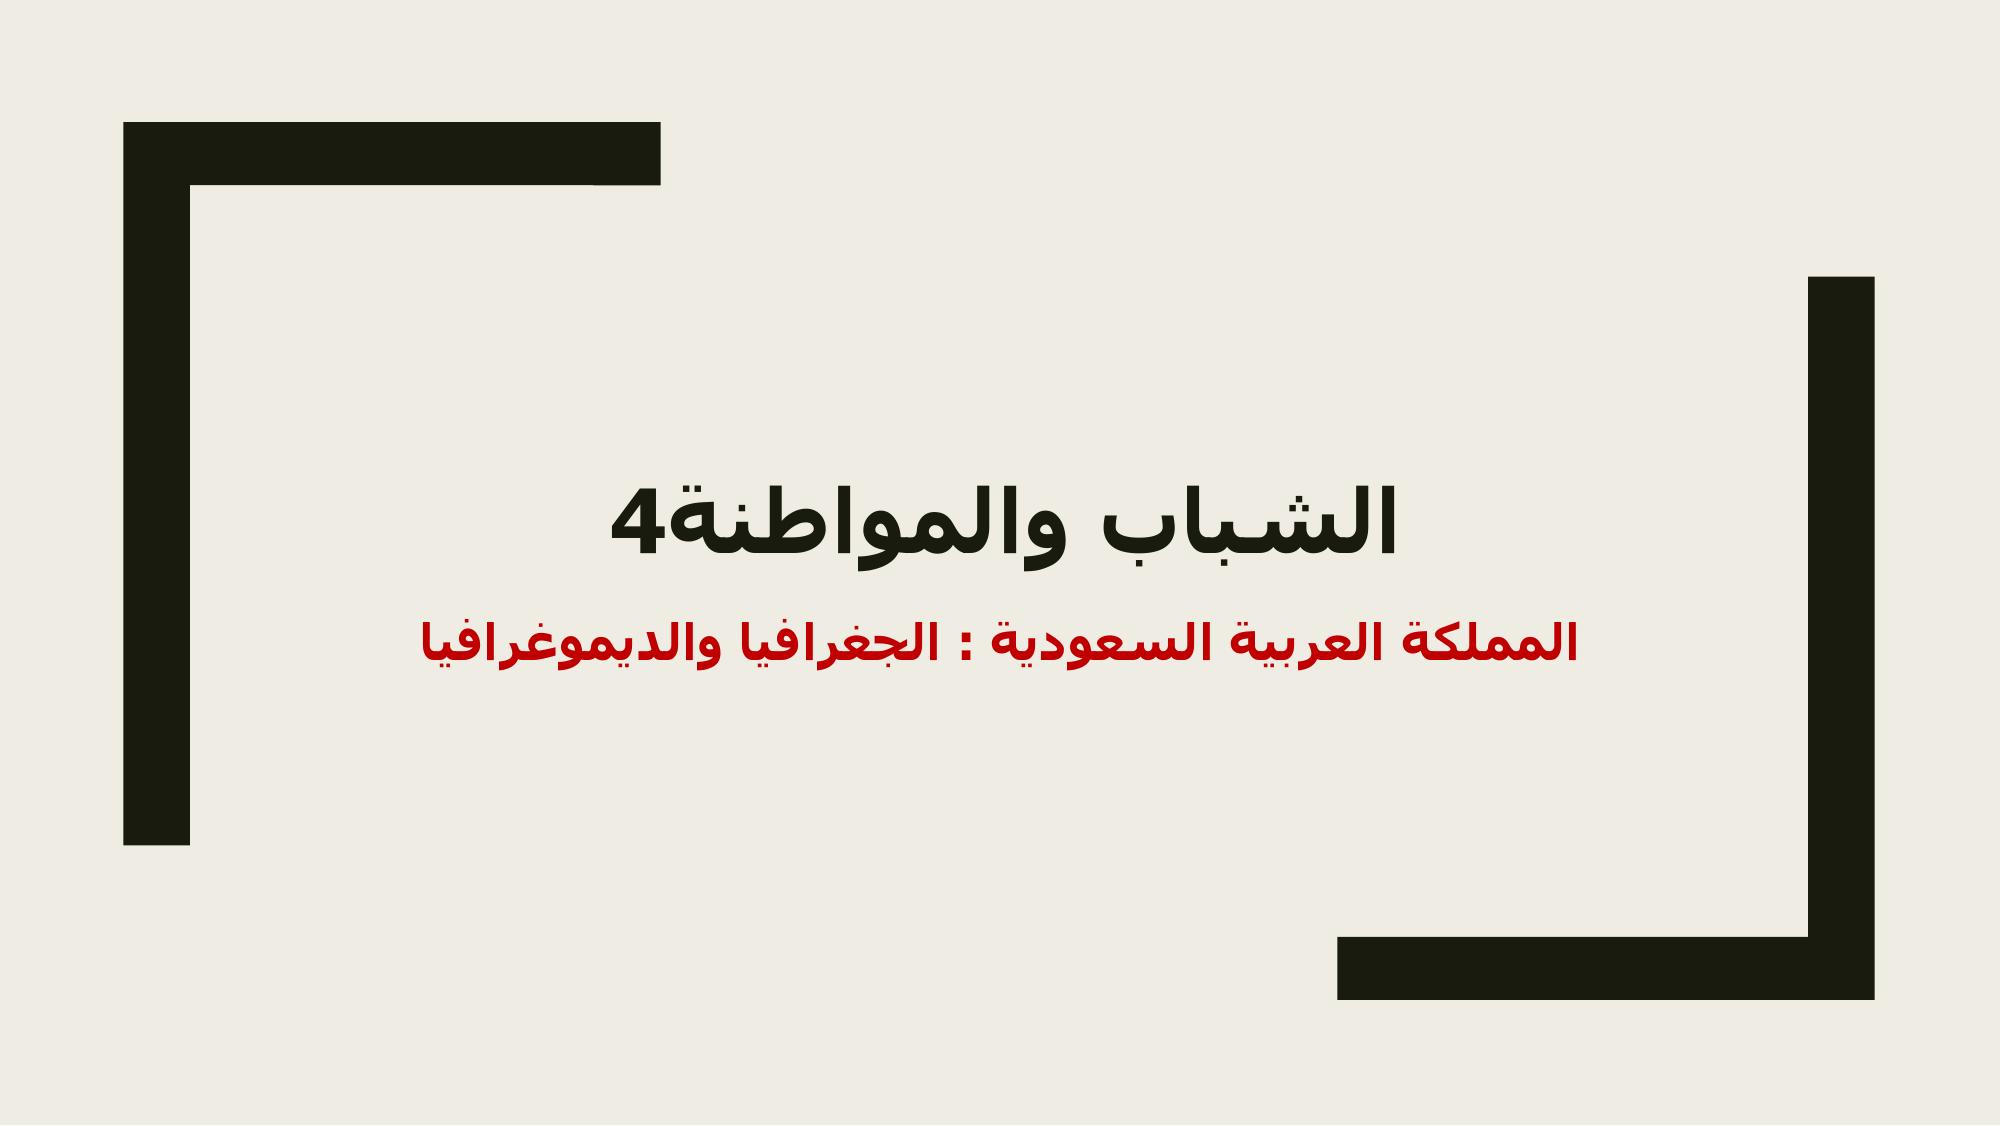 الشباب والمواطنة4
المملكة العربية السعودية : الجغرافيا والديموغرافيا